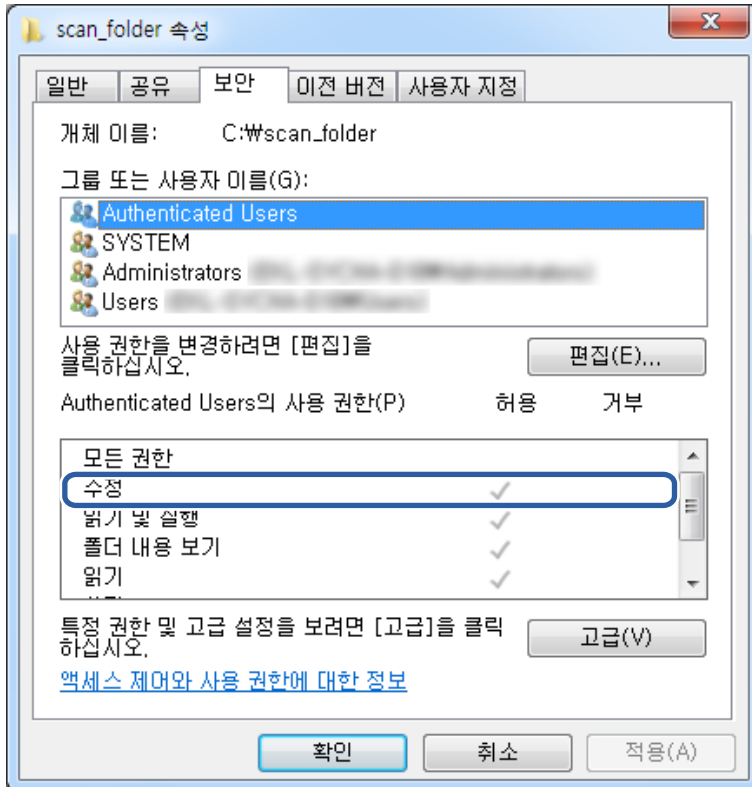 scan_folder 속성
일반 공유 보안 이전 버전 사용자 지정
개체 이름: C:₩scan_folder
그룹 또는 사용자 이름(G):
Authenticated Users
SYSTEM
Administrators
Users
사용 권한을 변경하려면 [편집]을
클릭하십시오.
편집(E)...
Authenticated Users의 사용 권한(P) 허용 거부
모든 권한
수정
읽기 및 실행
폴더 내용 보기
읽기
특정 권한 및 고급 설정을 보려면 [고급]을 클릭
하십시오.
고급(V)
액세스 제어와 사용 권한에 대한 정보
확인 취소 적용(A)